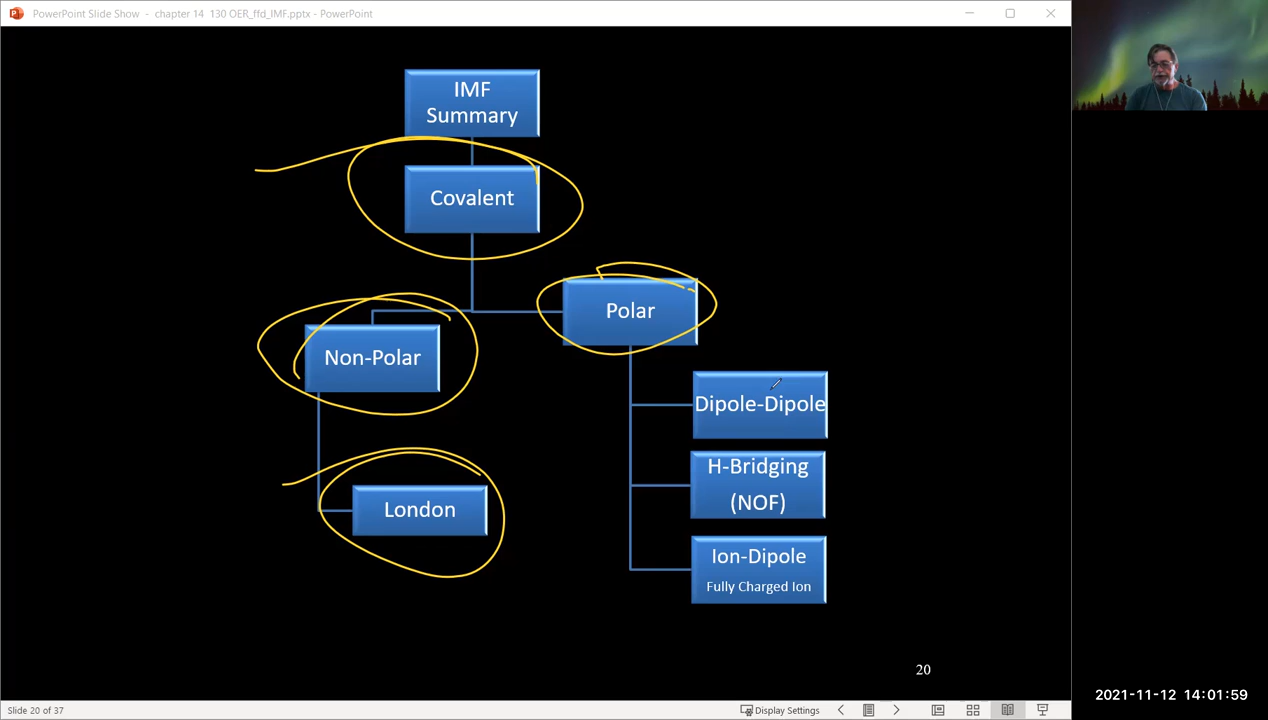 PowerPoint Slide Show - chapter 14 130 OER_ffd_IMF.pptx - PowerPoint
IMF
Summary
Covalent
Polar
Non-Polar
Dipole-Dipole
H-Bridging
(NOF)
London
Ion-Dipole
Fully Charged Ion
20
2021-11-12 14:01:59
Slide 20 of 37
Display Settings